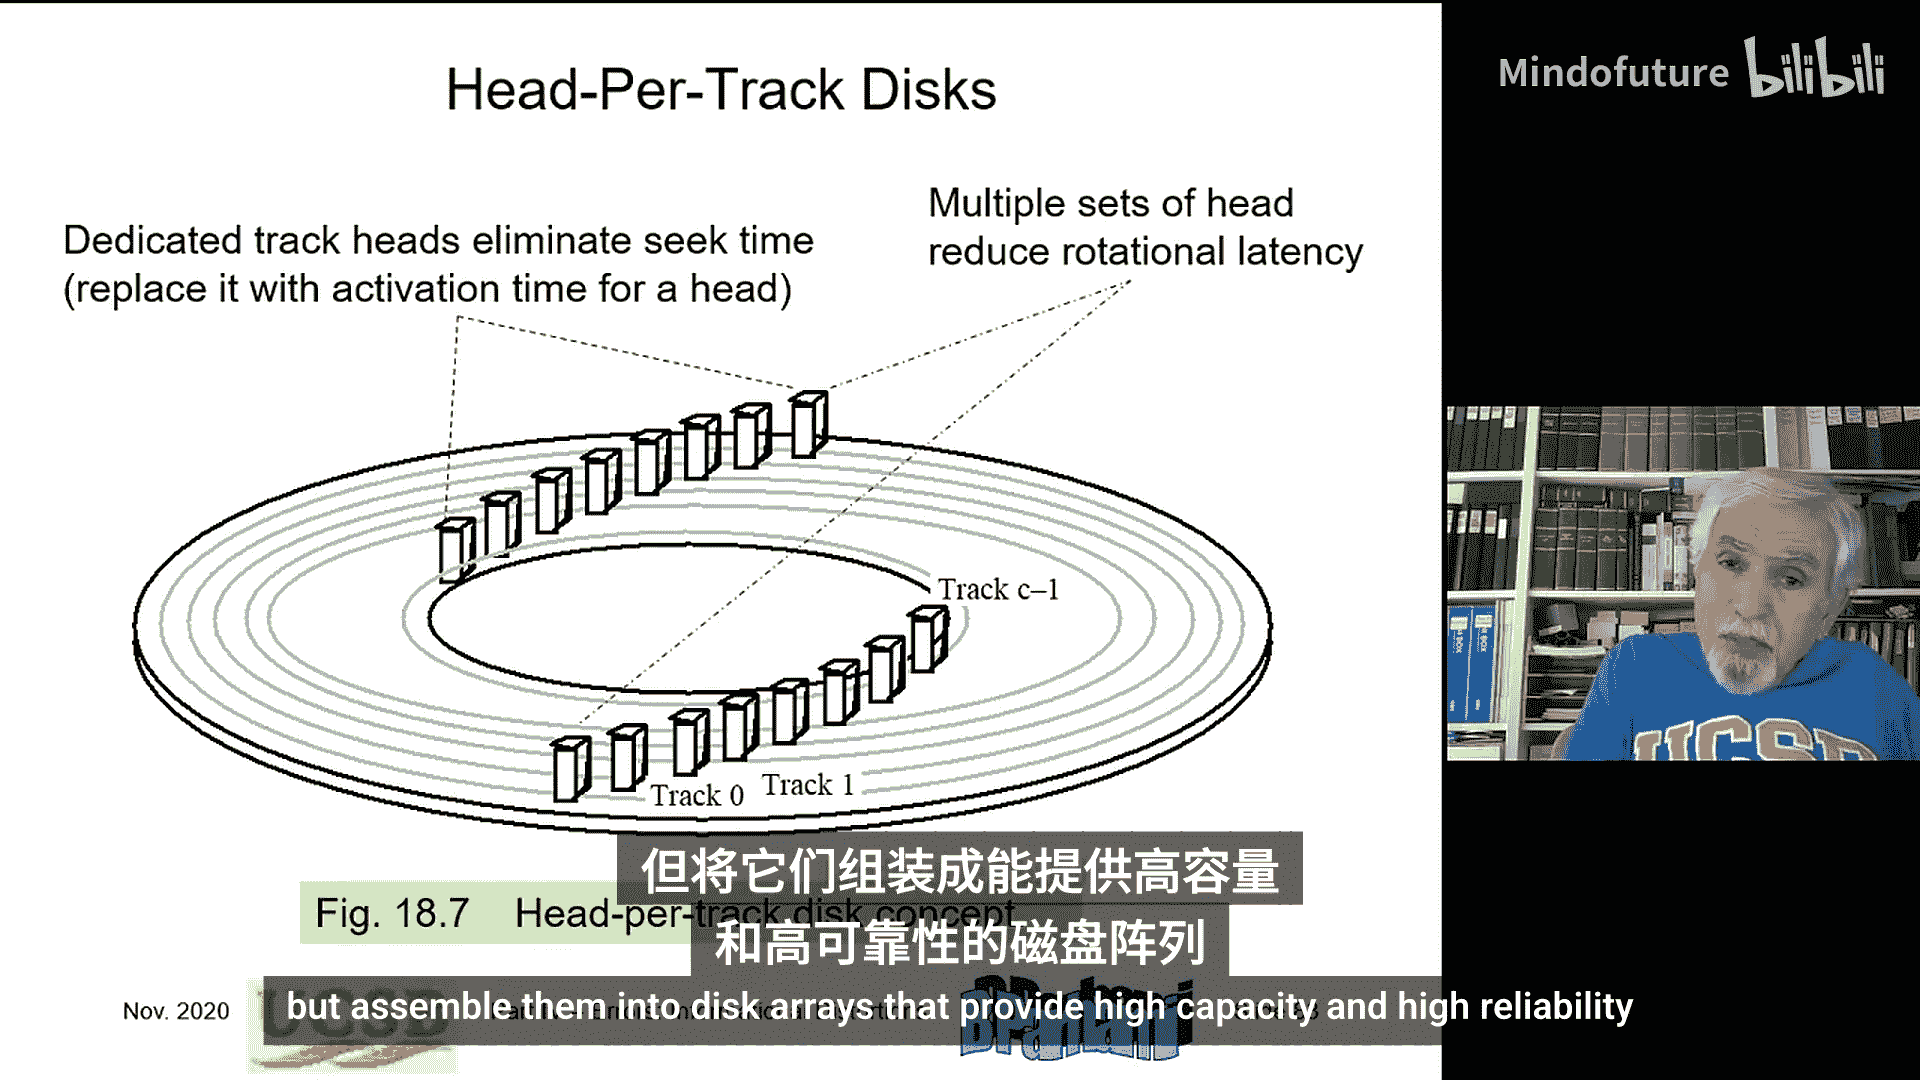 Head-Per-Track Disks
Mindofuture bilibili
Dedicated track heads eliminate seek time
(replace it with activation time for a head)
Multiple sets of head
reduce rotational latency
Track c–1
Track 0 Track 1
但将它们组装成能提供高容量
Fig. 18.7 Head-per-track disk concept
和高可靠性的磁盘阵列
Nov. 2020
but assemble them into disk arrays that provide high capacity and high reliability
UCSD